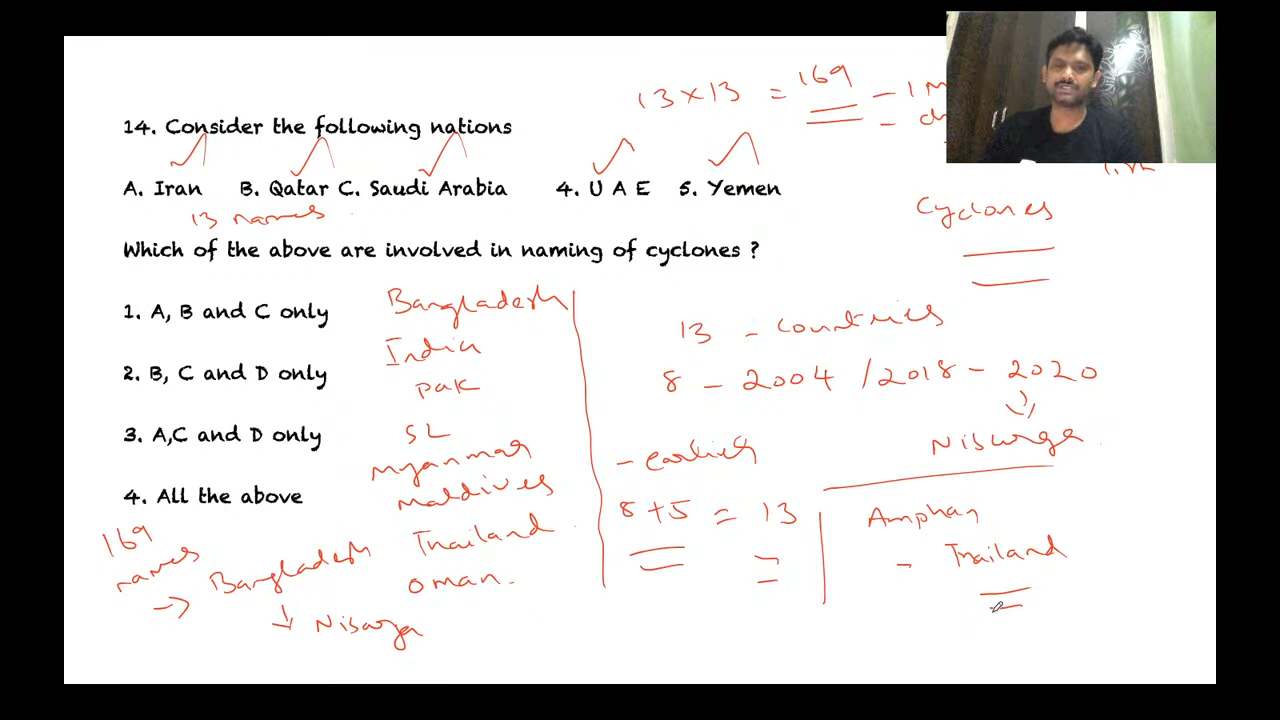 13 x 13 = 169 - 1
=
14. Consider the following nations
A. Iran B. Qatar C. Saudi Arabia 4. U A E 5. Yemen
13 names
Cyclones
Which of the above are involved in naming of cyclones ?
1. A, B and C only
2. B, C and D only
3. A,C and D only
4. All the above
Bangladesh
India
Pak
SL
Myanmar
Maldives
Thailand
Oman.
13 - Countries
8 - 2004 / 2018 - 2020
Nisarga
- earlier
8 + 5 = 13
Amphan
- Thailand
169
names
→ Bangladesh
↓ Nisarga